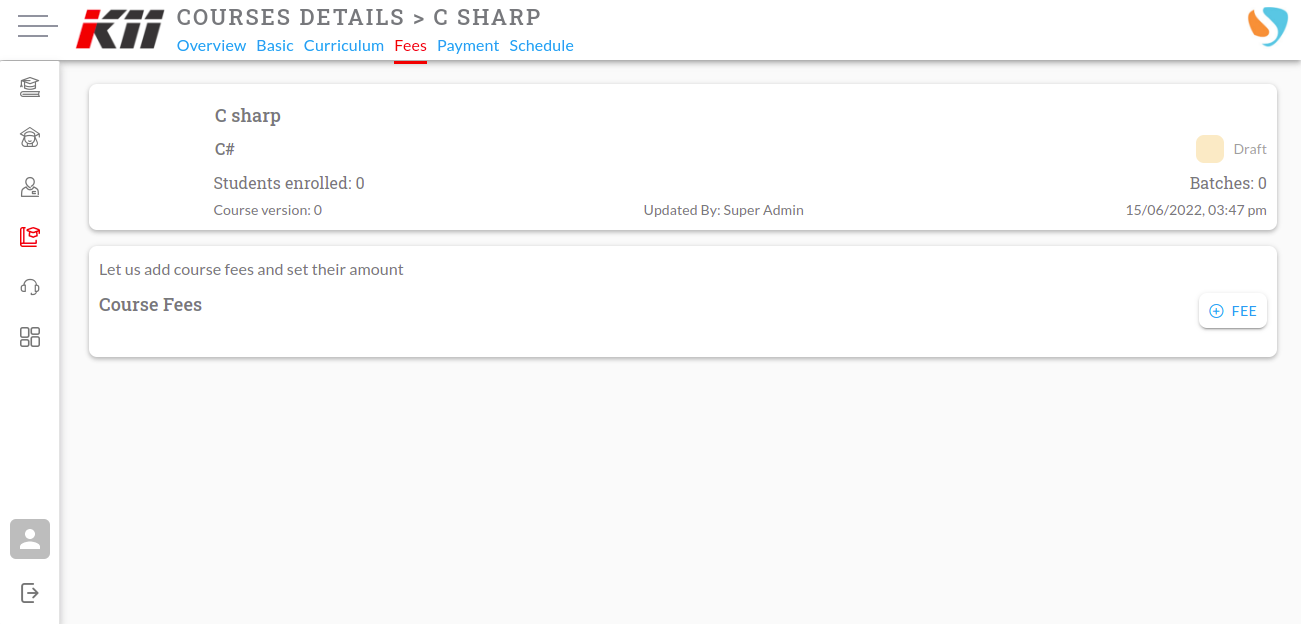 COURSES DETAILS > C SHARP
KII
Overview Basic Curriculum Fees Payment Schedule
C sharp
C#
Draft
Students enrolled: 0
Batches: 0
Course version: 0
Updated By: Super Admin
15/06/2022, 03:47 pm
Let us add course fees and set their amount
Course Fees
FEE